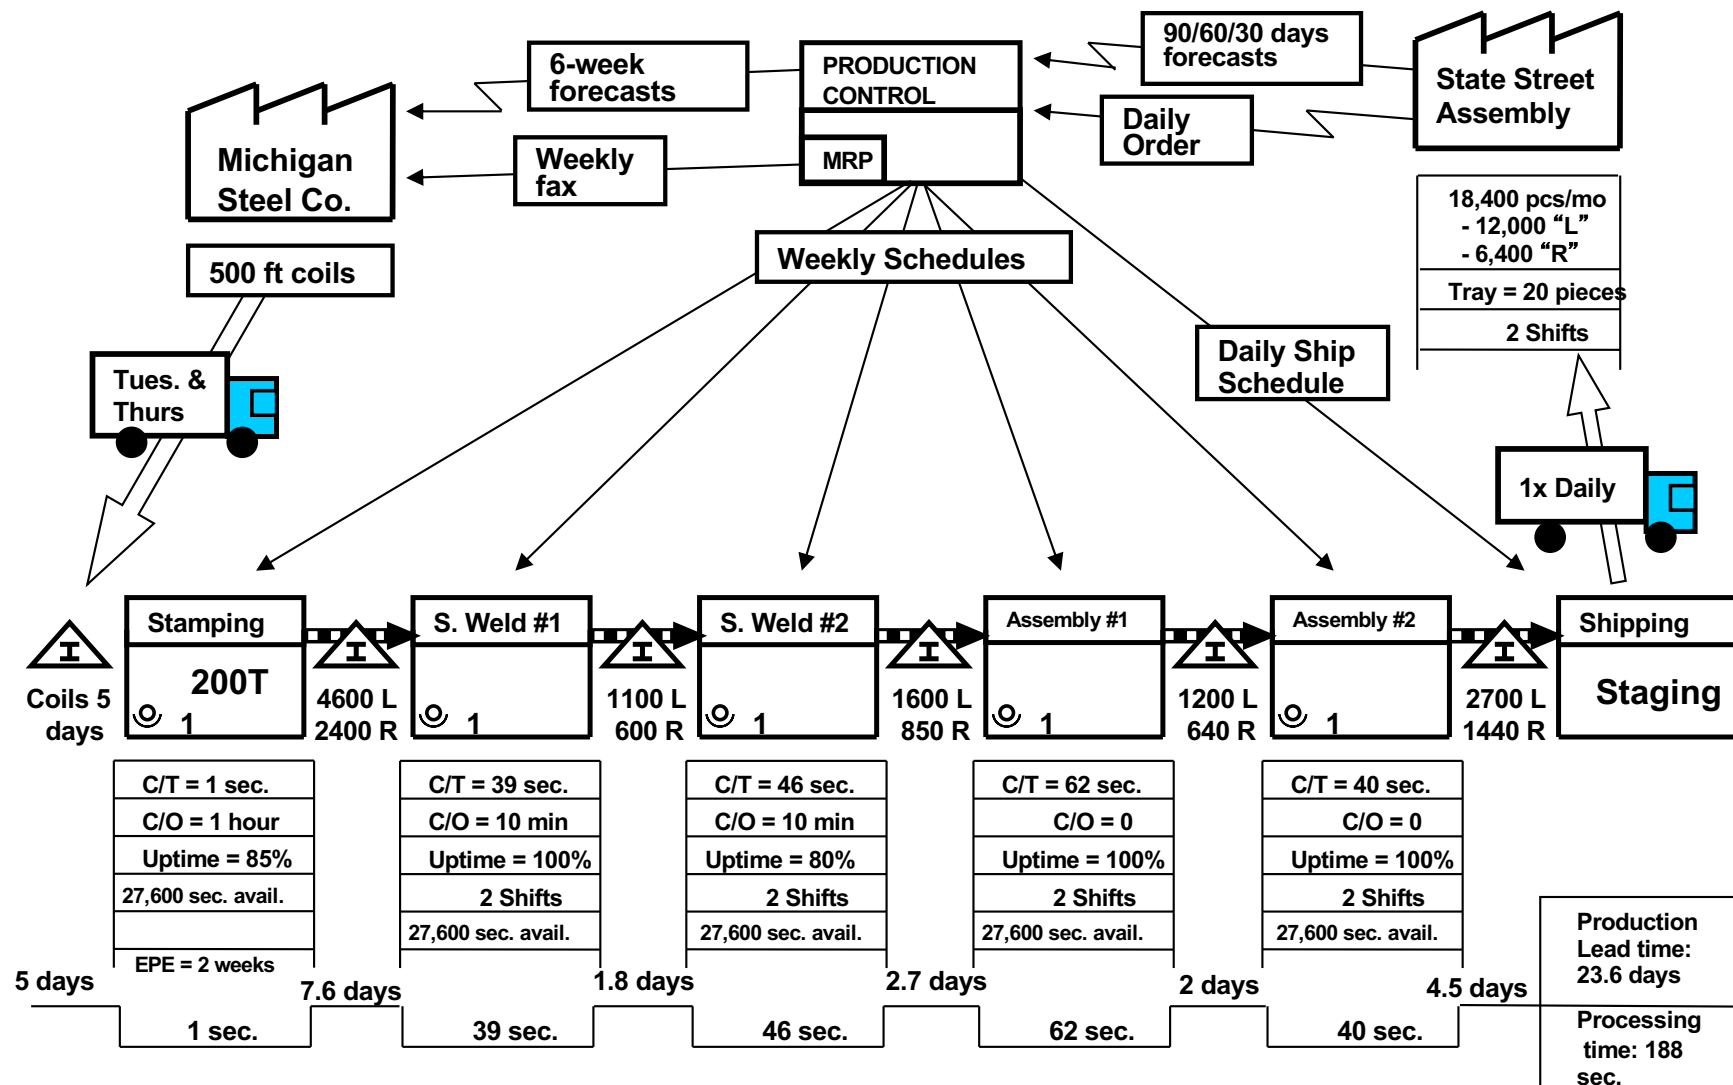 90/60/30 days
forecasts
6-week
forecasts
PRODUCTION
CONTROL
State Street
Assembly
Daily
Order
Michigan
Steel Co.
Weekly
fax
MRP
18,400 pcs/mo
- 12,000 “L”
- 6,400 “R”
Tray = 20 pieces
2 Shifts
500 ft coils
Weekly Schedules
Daily Ship
Schedule
Tues. &
Thurs
1x Daily
Stamping
S. Weld #1
S. Weld #2
Assembly #1
Assembly #2
Shipping
I
I
I
I
I
I
200T
Staging
Coils 5
days
1
4600 L
2400 R
1
1100 L
600 R
1
1600 L
850 R
1
1200 L
640 R
1
2700 L
1440 R
C/T = 1 sec.
C/O = 1 hour
Uptime = 85%
27,600 sec. avail.
EPE = 2 weeks
C/T = 39 sec.
C/O = 10 min
Uptime = 100%
2 Shifts
27,600 sec. avail.
C/T = 46 sec.
C/O = 10 min
Uptime = 80%
2 Shifts
27,600 sec. avail.
C/T = 62 sec.
C/O = 0
Uptime = 100%
2 Shifts
27,600 sec. avail.
C/T = 40 sec.
C/O = 0
Uptime = 100%
2 Shifts
27,600 sec. avail.
5 days
7.6 days
1.8 days
2.7 days
2 days
4.5 days
1 sec.
39 sec.
46 sec.
62 sec.
40 sec.
Production
Lead time:
23.6 days
Processing
time: 188
sec.